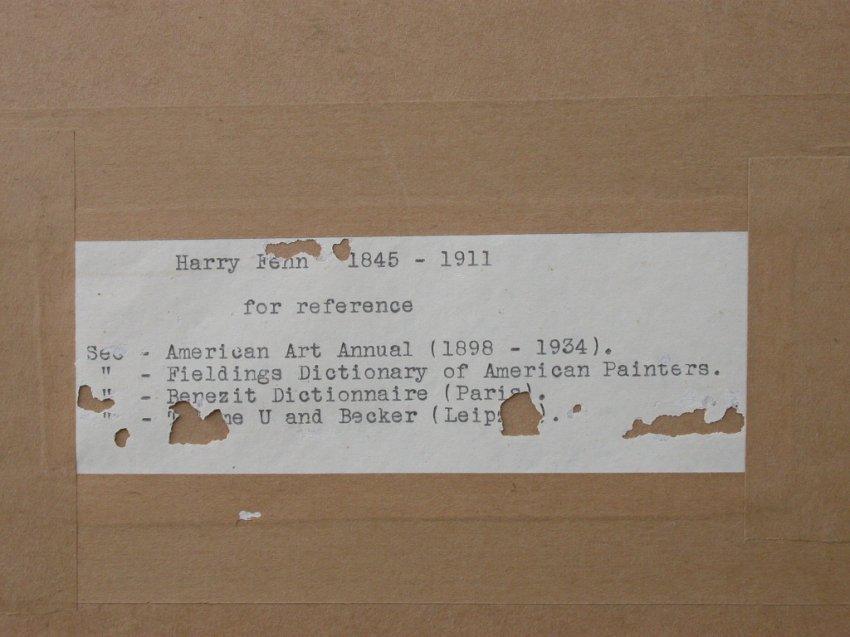 Harry Fenn 1845 - 1911
for reference
See - American Art Annual (1898 - 1934).
" - Fieldings Dictionary of American Painters.
" - Benezit Dictionnaire (Paris).
" - U and Becker (